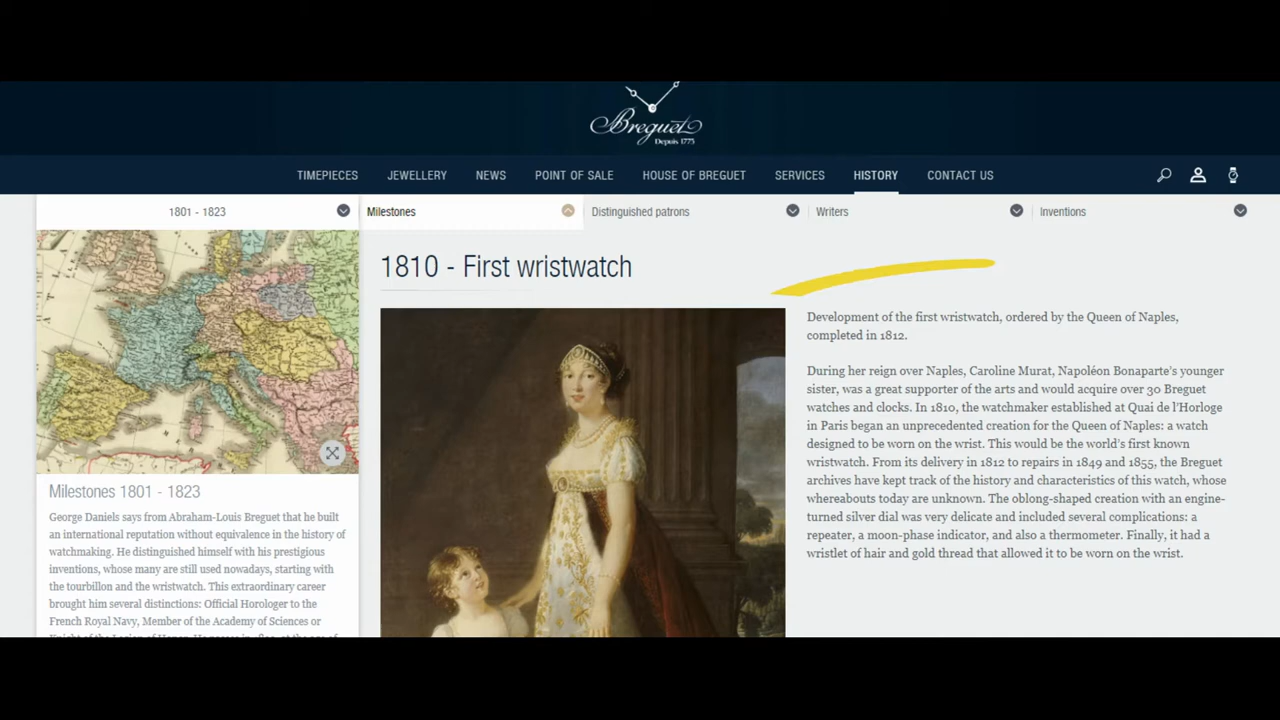 Breguet
Depuis 1775
TIMEPIECES JEWELLERY NEWS POINT OF SALE HOUSE OF BREGUET SERVICES HISTORY CONTACT US
1801 - 1823 Milestones Distinguished patrons Writers Inventions
1810 - First wristwatch
Development of the first wristwatch, ordered by the Queen of Naples,
completed in 1812.
During her reign over Naples, Caroline Murat, Napoléon Bonaparte's younger
sister, was a great supporter of the arts and would acquire over 30 Breguet
watches and clocks. In 1810, the watchmaker established at Quai de l'Horloge
in Paris began an unprecedented creation for the Queen of Naples: a watch
designed to be worn on the wrist. This would be the world's first known
wristwatch. From its delivery in 1812 to repairs in 1849 and 1855, the Breguet
archives have kept track of the history and characteristics of this watch, whose
whereabouts today are unknown. The oblong-shaped creation with an engine-
turned silver dial was very delicate and included several complications: a
repeater, a moon-phase indicator, and also a thermometer. Finally, it had a
wristlet of hair and gold thread that allowed it to be worn on the wrist.
Milestones 1801 - 1823
George Daniels says from Abraham-Louis Breguet that he built
an international reputation without equivalence in the history of
watchmaking. He distinguished himself with his prestigious
inventions, whose many are still used nowadays, starting with
the tourbillon and the wristwatch. This extraordinary career
brought him several distinctions: Official Horologer to the
French Royal Navy, Member of the Academy of Sciences or